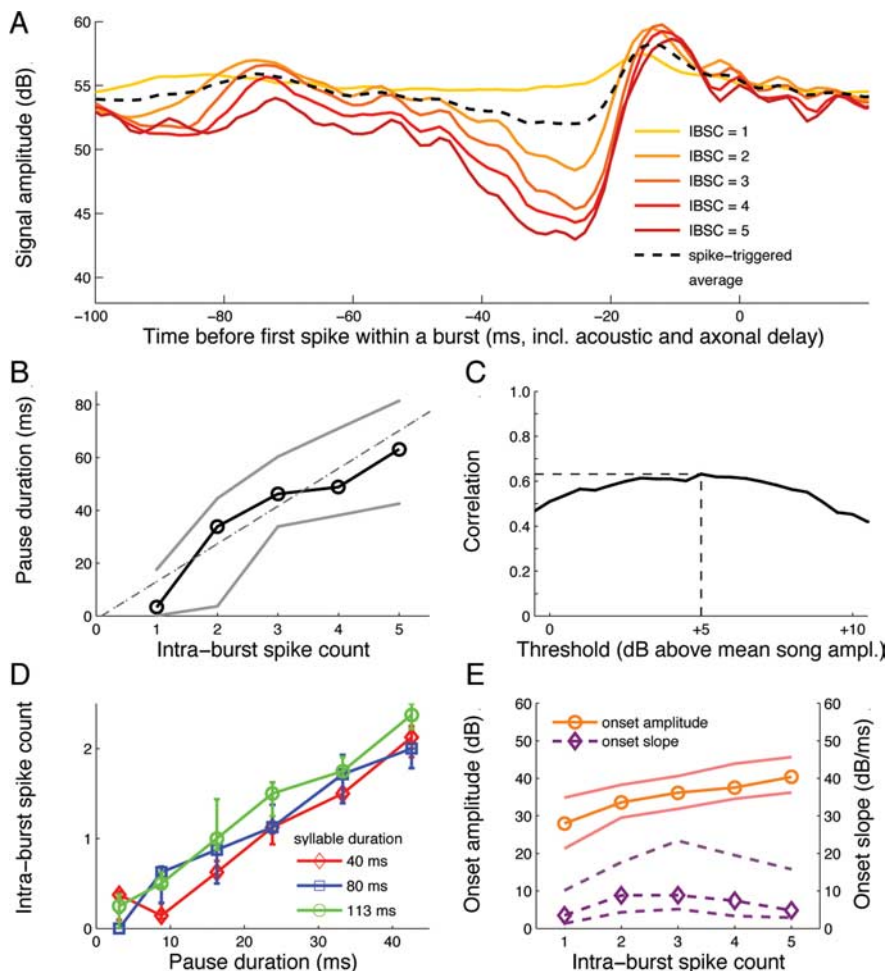 A
60
55
50
45
40
Signal amplitude (dB)
-100
-80
-60
-40
-20
0
Time before first spike within a burst (ms, incl. acoustic and axonal delay)
IBSC = 1
IBSC = 2
IBSC = 3
IBSC = 4
IBSC = 5
spike-triggered
average
B
80
60
40
20
0
Pause duration (ms)
0 1 2 3 4 5
Intra-burst spike count
C
1.0
0.8
0.6
0.4
0.2
0
Correlation
0 +5 +10
Threshold (dB above mean song ampl.)
D
2
1
0
Intra-burst spike count
syllable duration
40 ms
80 ms
113 ms
0 10 20 30 40
Pause duration (ms)
E
60
50
40
30
20
10
0
Onset amplitude (dB)
onset amplitude
onset slope
60
50
40
30
20
10
0
Onset slope (dB/ms)
1 2 3 4 5
Intra-burst spike count